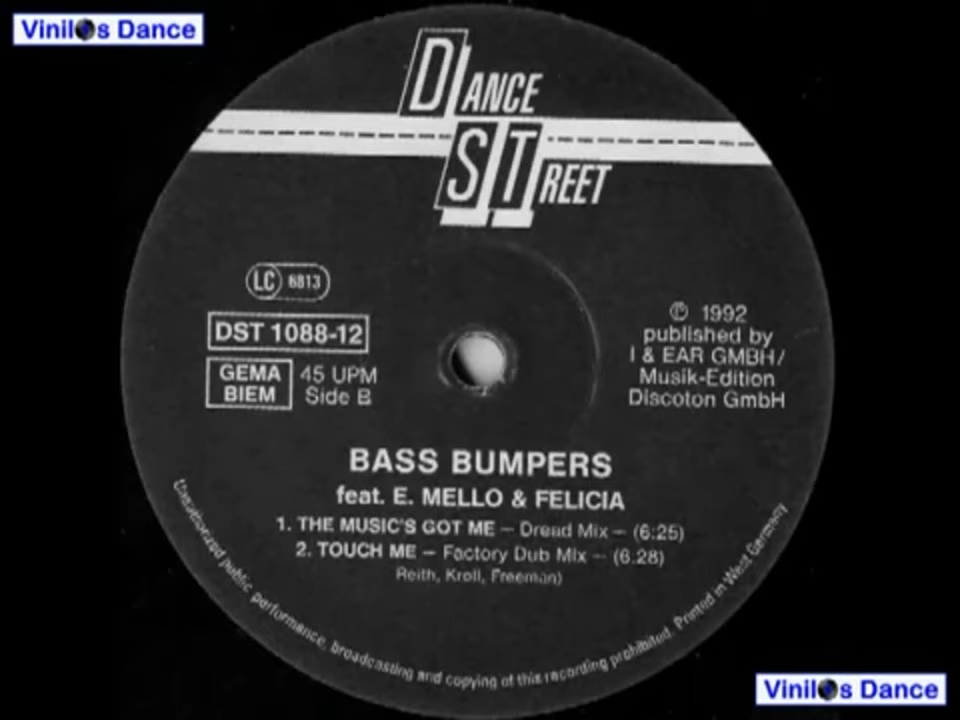 Vinilos Dance
DANCE
STREET
LC 6813
DST 1088-12
GEMA
BIEM
45 UPM
Side B
℗ 1992
published by
I & EAR GMBH/
Musik-Edition
Discoton GmbH
BASS BUMPERS
feat. E. MELLO & FELICIA
1. THE MUSIC'S GOT ME – Dread Mix – (6:25)
2. TOUCH ME – Factory Dub Mix – (6.28)
Reith, Kroll, Freeman)
Unauthorized public performance, broadcasting and copying of this recording prohibited. Printed in West Germany
Vinilos Dance